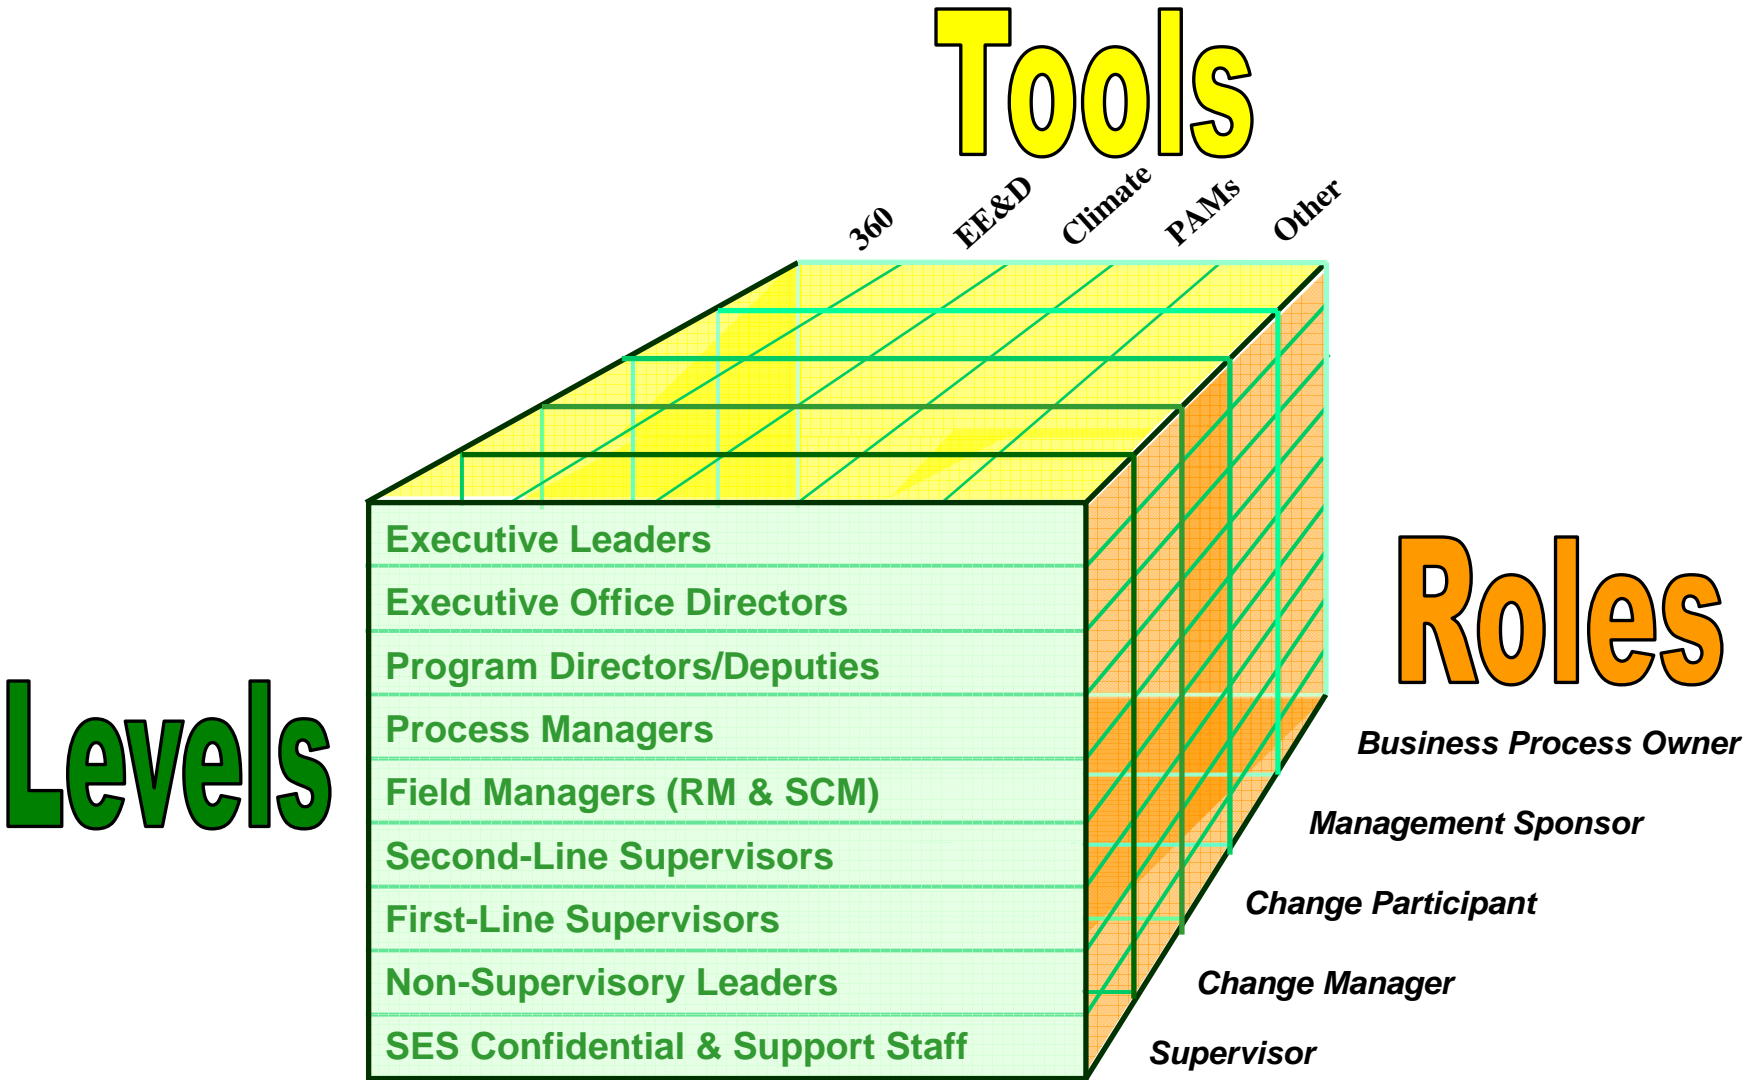 Tools
360
EE&D
Climate
PAMs
Other
Executive Leaders
Executive Office Directors
Program Directors/Deputies
Process Managers
Field Managers (RM & SCM)
Second-Line Supervisors
First-Line Supervisors
Non-Supervisory Leaders
SES Confidential & Support Staff
Levels
Roles
Business Process Owner
Management Sponsor
Change Participant
Change Manager
Supervisor